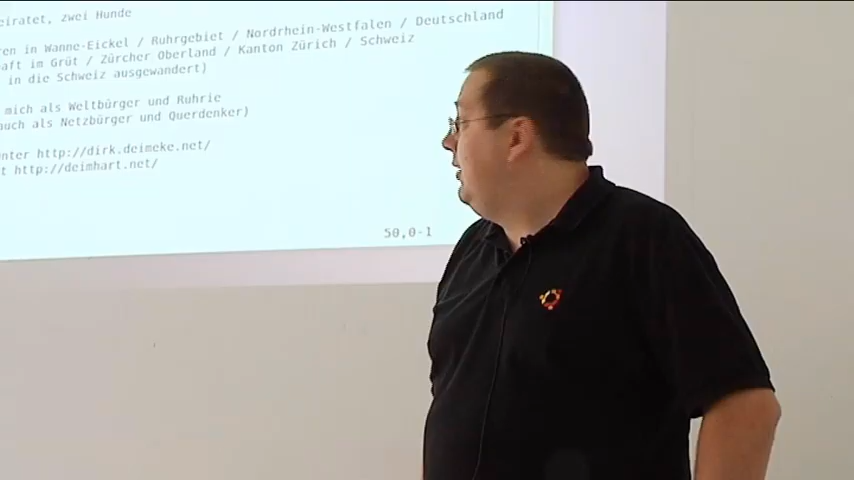 eiratet, zwei Hunde
ren in Wanne-Eickel / Ruhrgebiet / Nordrhein-Westfalen / Deutschland
aft im Grüt / Zürcher Oberland / Kanton Zürich / Schweiz
in die Schweiz ausgewandert)
mich als Weltbürger und Ruhrie
auch als Netzbürger und Querdenker)
unter http://dirk.deimeke.net/
t http://deimhart.net/
50,0-1